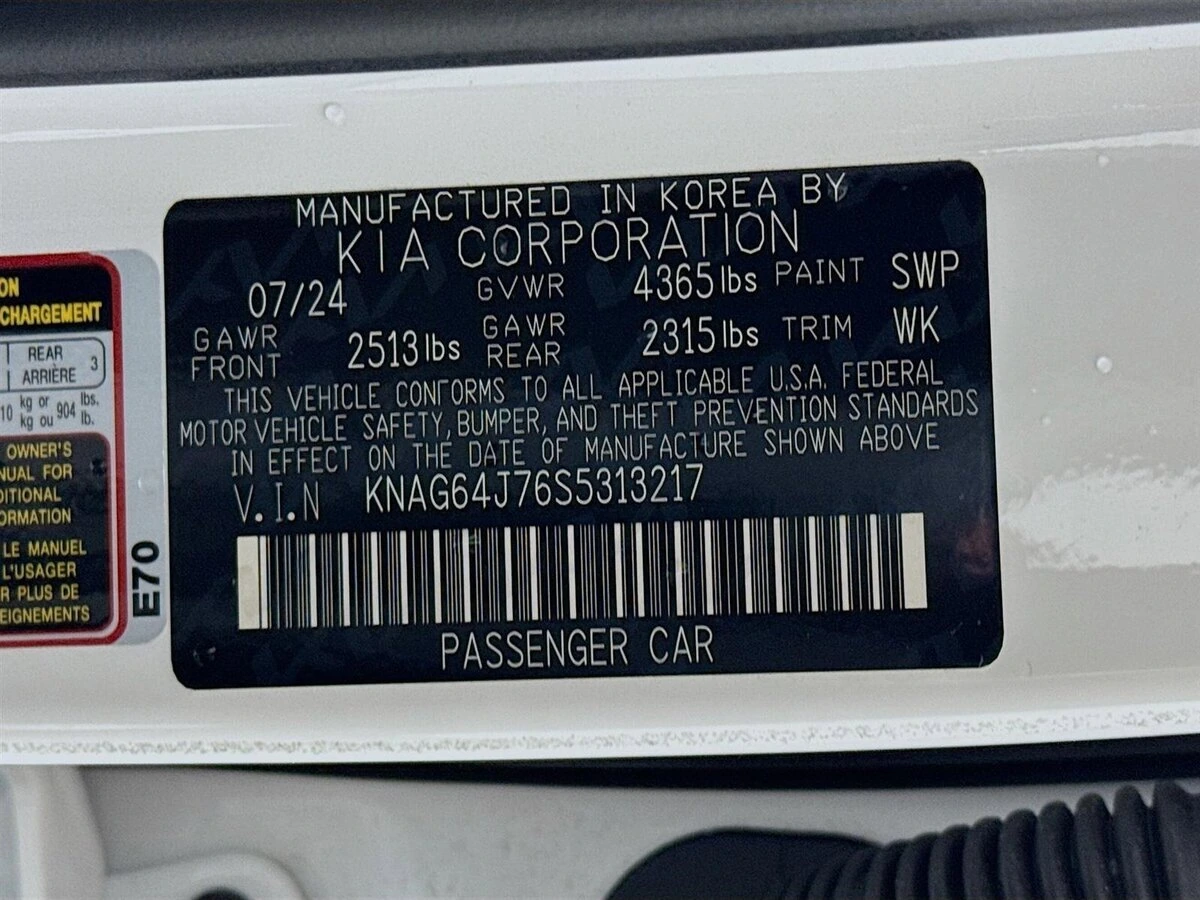 MANUFACTURED IN KOREA BY
KIA CORPORATION
07/24 GVWR 4365 lbs PAINT SWP
GAWR FRONT 2513 lbs GAWR REAR 2315 lbs TRIM WK
THIS VEHICLE CONFORMS TO ALL APPLICABLE U.S.A. FEDERAL
MOTOR VEHICLE SAFETY, BUMPER, AND THEFT PREVENTION STANDARDS
IN EFFECT ON THE DATE OF MANUFACTURE SHOWN ABOVE
V.I.N KNAG64J76S5313217
PASSENGER CAR
ON
CHARGEMENT
REAR
ARRIÈRE 3
10 kg or
kg ou 904 lbs.
lb.
OWNER'S
NUAL FOR
DITIONAL
ORMATION
LE MANUEL
L'USAGER
R PLUS DE
EIGNEMENTS
E70